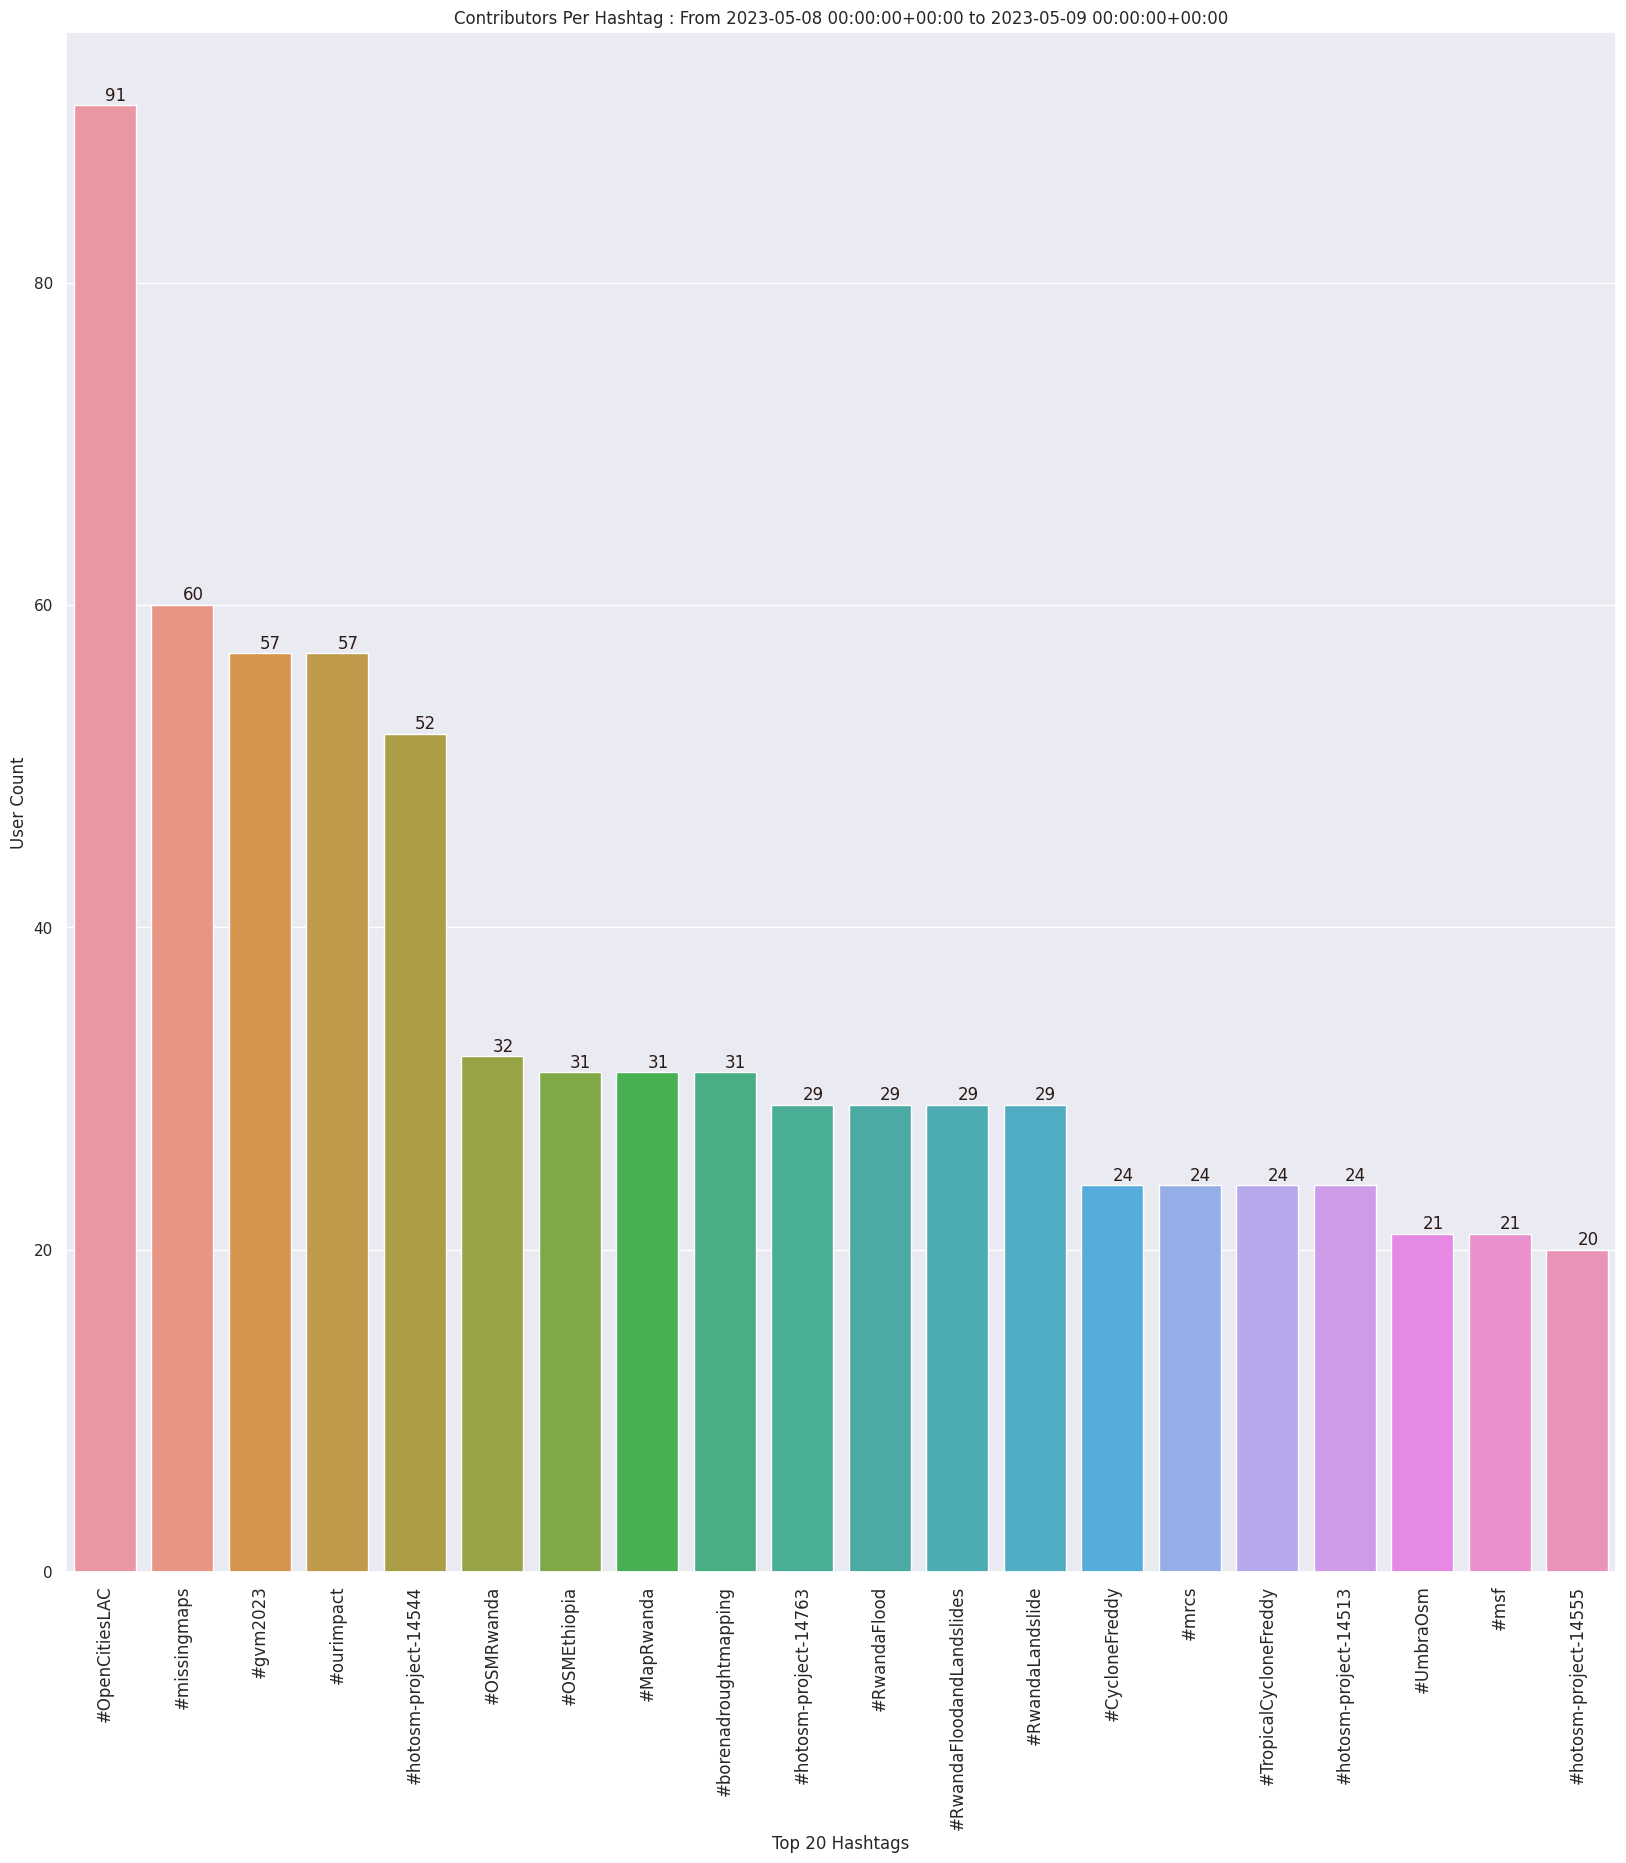 Contributors Per Hashtag : From 2023-05-08 00:00:00+00:00 to 2023-05-09 00:00:00+00:00
91
80
60
60
57
57
52
User Count
40
32
31
31
31
29
29
29
29
24
24
24
24
21
21
20
20
0
#OpenCitiesLAC
#missingmaps
#gvm2023
#ourimpact
#hotosm-project-14544
#OSMRwanda
#OSMEthiopia
#MapRwanda
#borenadroughtmapping
#hotosm-project-14763
#RwandaFlood
#RwandaFloodandLandslides
#RwandaLandslide
#CycloneFreddy
#mrcs
#TropicalCycloneFreddy
#hotosm-project-14513
#UmbraOsm
#msf
#hotosm-project-14555
Top 20 Hashtags